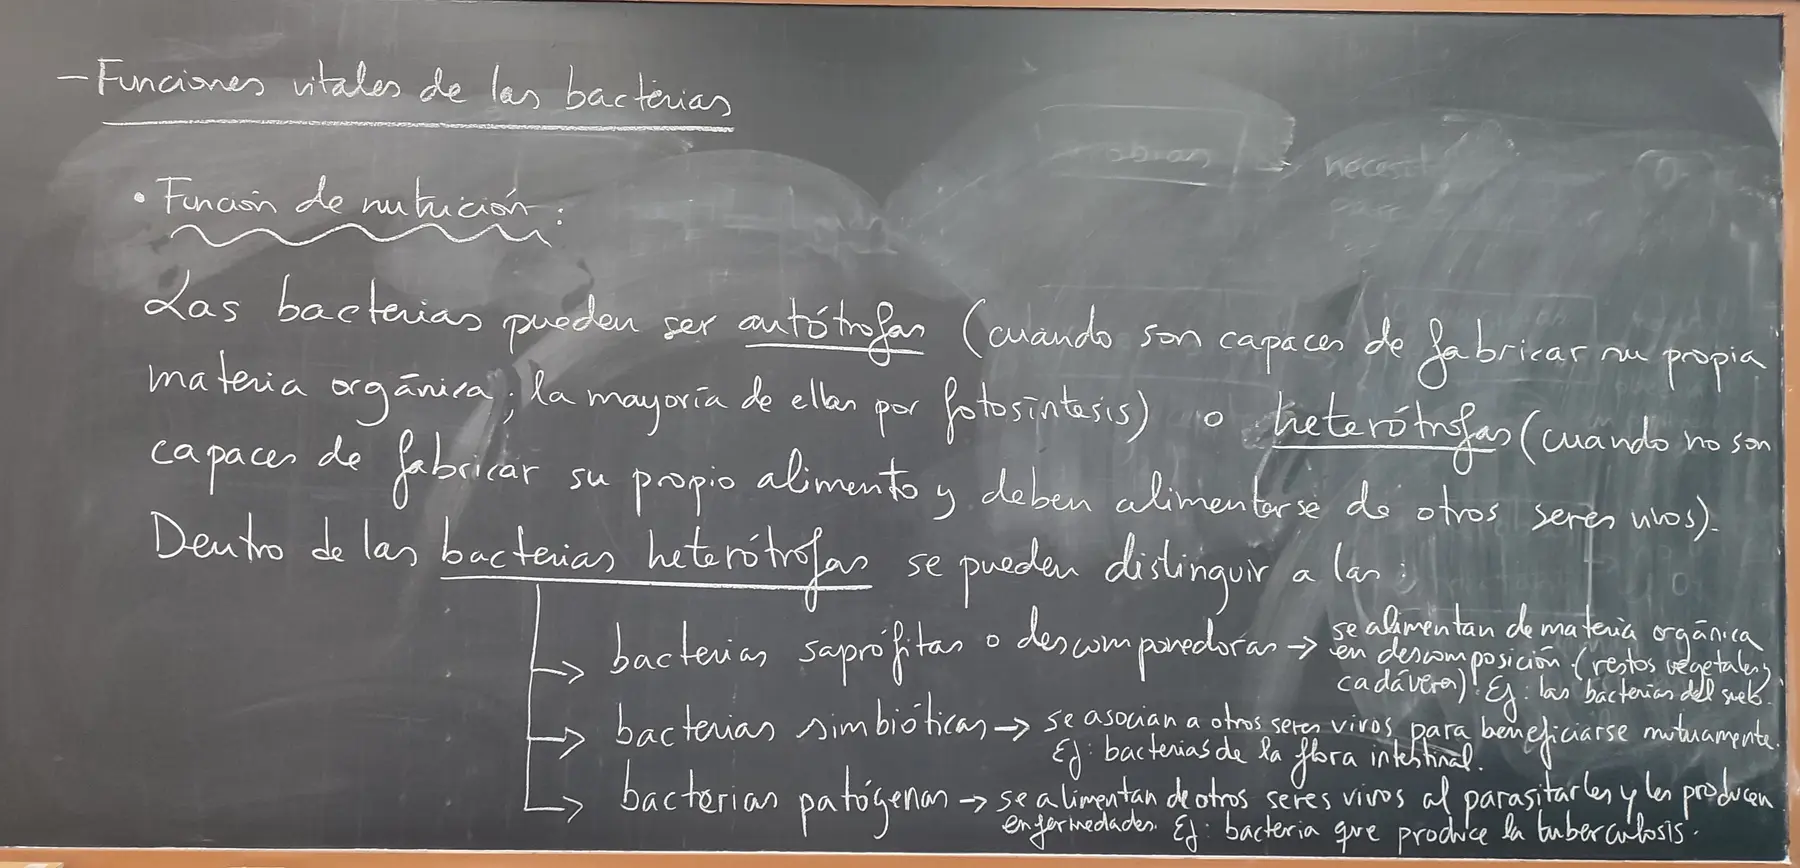 - Funciones vitales de las bacterias
• Función de nutrición:
Las bacterias pueden ser autótrofas (cuando son capaces de fabricar su propia
materia orgánica; la mayoría de ellas por fotosíntesis) o heterótrofas (cuando no son
capaces de fabricar su propio alimento y deben alimentarse de otros seres vivos).
Dentro de las bacterias heterótrofas se pueden distinguir a las:
bacterias saprófitas o descomponedoras → se alimentan de materia orgánica
en descomposición (restos vegetales,
cadáveres). Ej: las bacterias del suelo.
bacterias simbióticas → se asocian a otros seres vivos para beneficiarse mutuamente.
Ej: bacterias de la flora intestinal.
bacterias patógenas → se alimentan de otros seres vivos al parasitarles y les producen
enfermedades. Ej: bacteria que produce la tuberculosis.